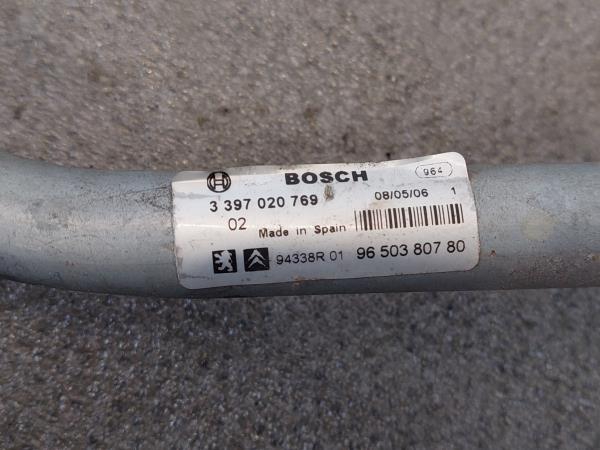 BOSCH 964
3 397 020 769 08/05/06 1
02 Made in Spain
94338R 01 96 503 807 80